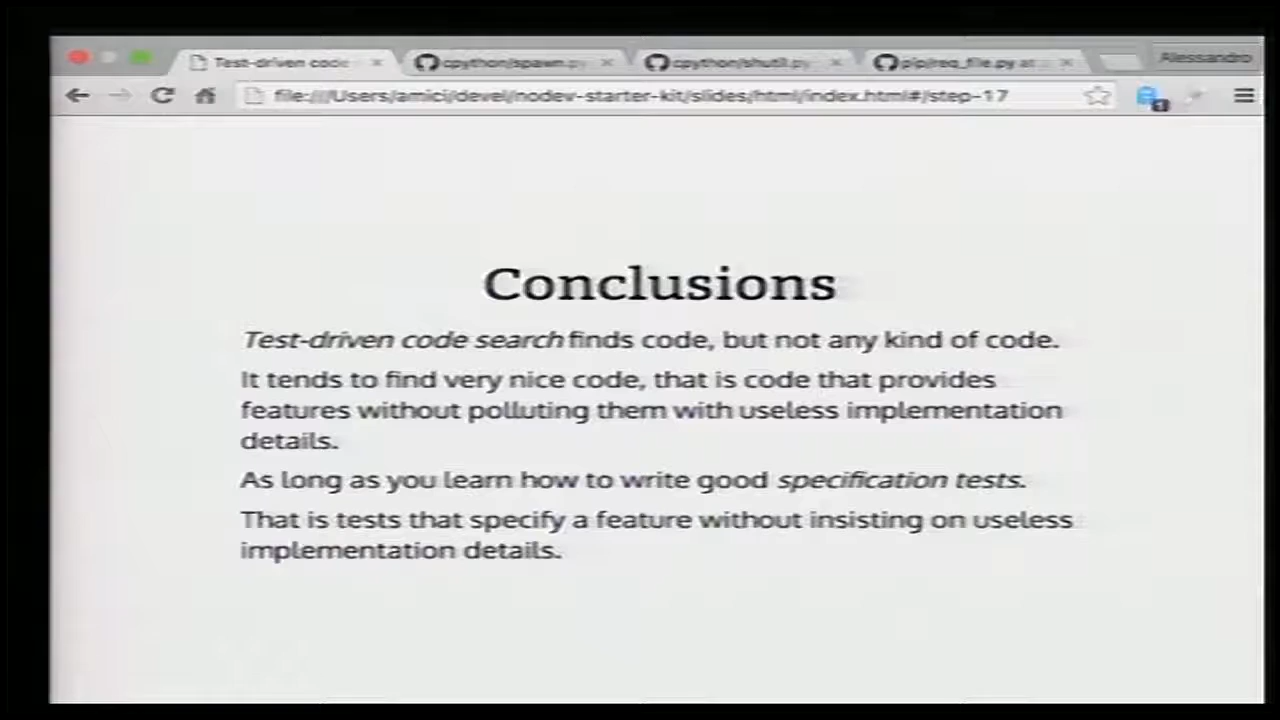 Test-driven code
cpython/spawn.py
cpython/shutil.py
pip/req_file.py at
Alessandro
file:///Users/amici/devel/nodev-starter-kit/slides/html/index.html#/step-17
Conclusions
Test-driven code search finds code, but not any kind of code.
It tends to find very nice code, that is code that provides
features without polluting them with useless implementation
details.
As long as you learn how to write good specification tests.
That is tests that specify a feature without insisting on useless
implementation details.